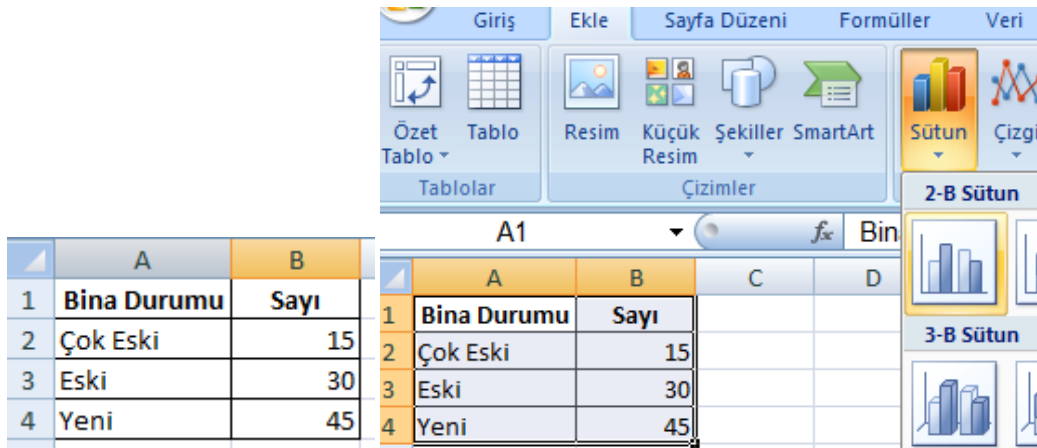 A B
1 Bina Durumu Sayı
2 Çok Eski 15
3 Eski 30
4 Yeni 45
Giriş Ekle Sayfa Düzeni Formüller Veri
Özet Tablo Resim Küçük Şekiller SmartArt Sütun Çizgi
Tablo Resim
Tablolar Çizimler
2-B Sütun
A1 fx Bin
3-B Sütun
A B C D
1 Bina Durumu Sayı
2 Çok Eski 15
3 Eski 30
4 Yeni 45